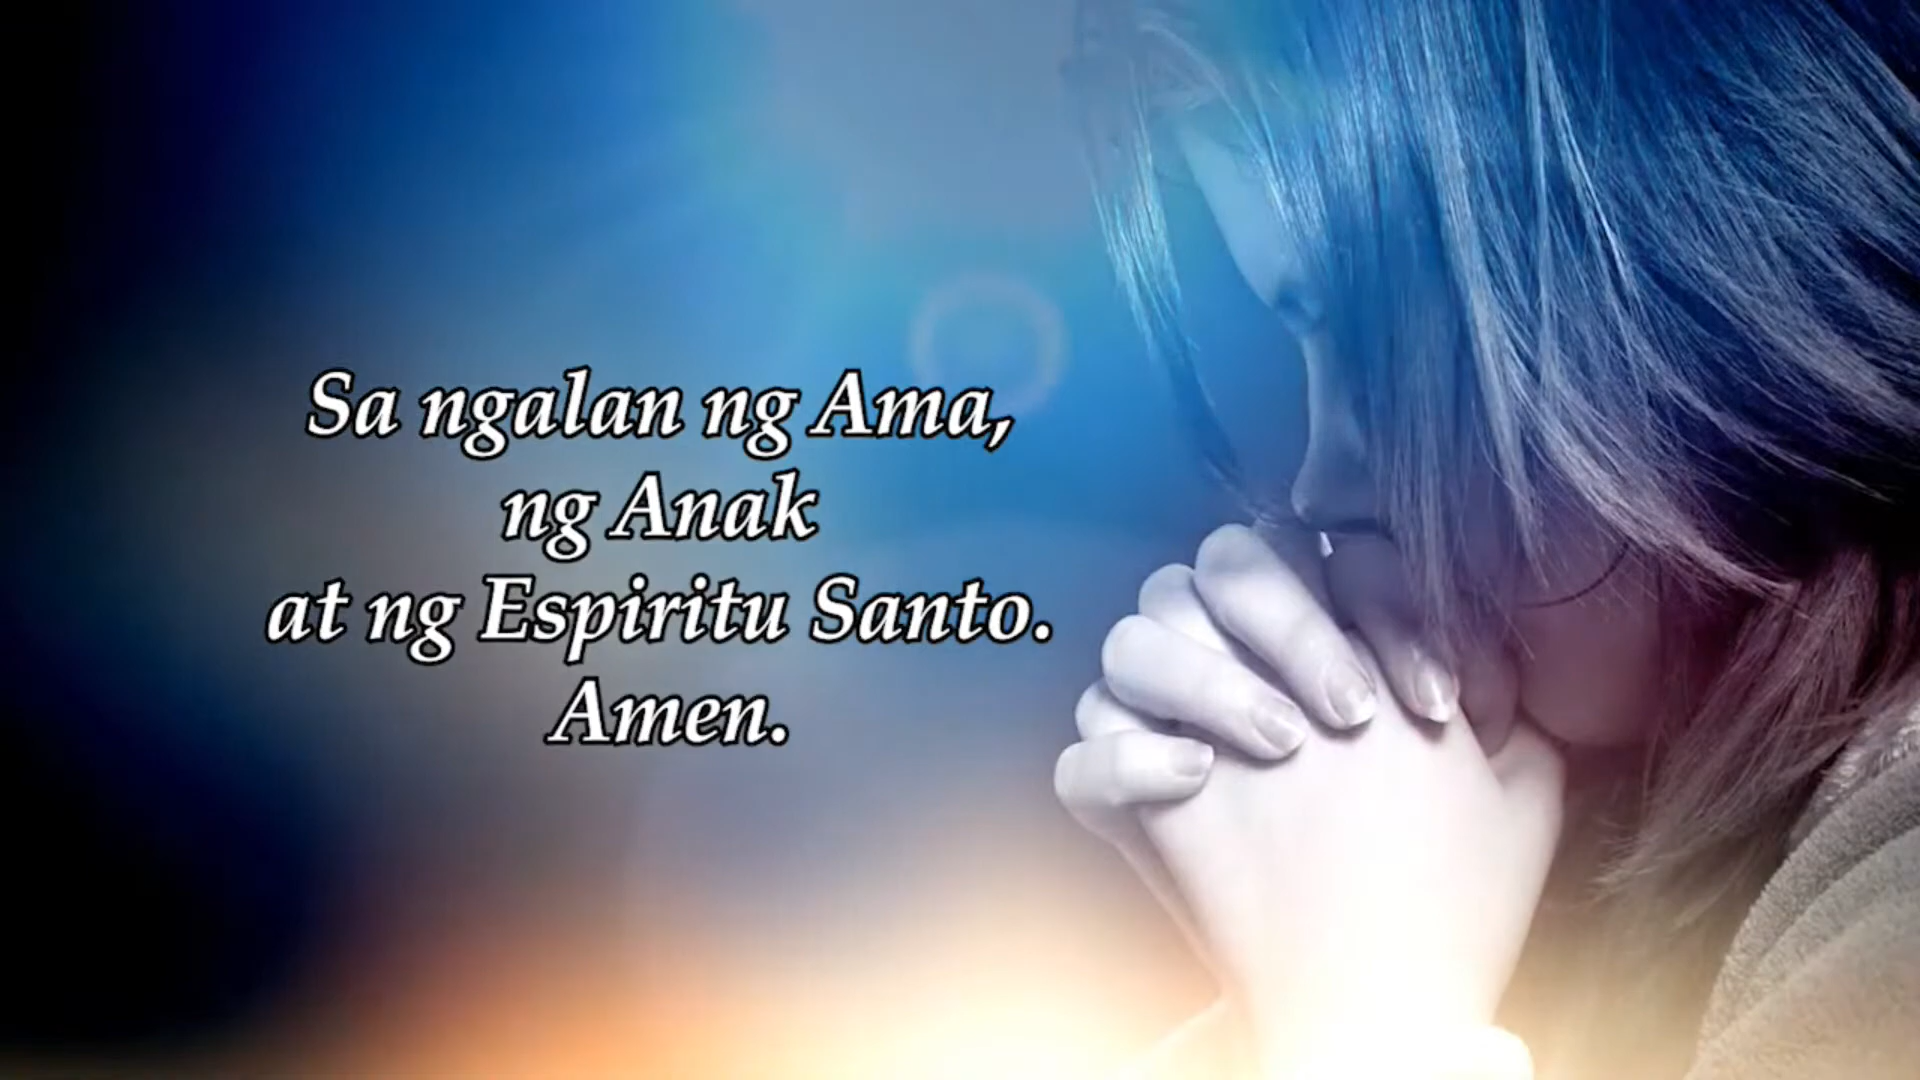 Sa ngalan ng Ama,
ng Anak
at ng Espiritu Santo.
Amen.